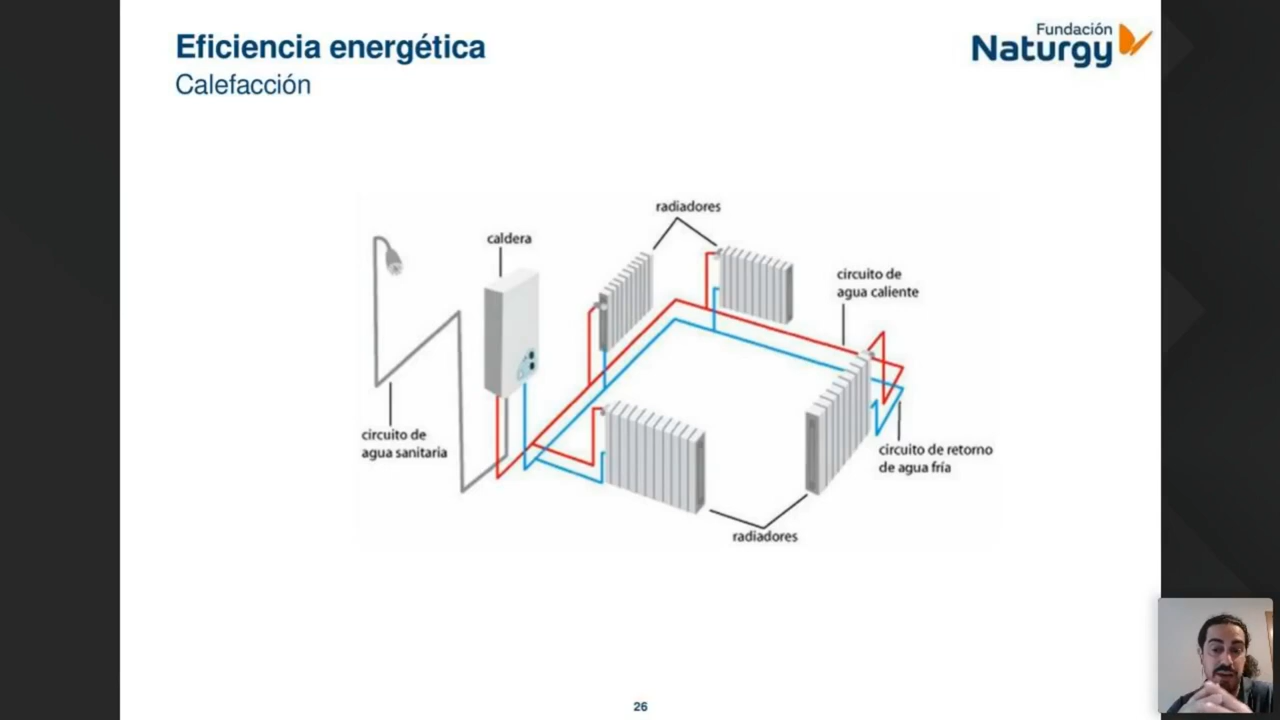 Eficiencia energética
Calefacción
Fundación
Naturgy
radiadores
caldera
circuito de
agua caliente
circuito de
agua sanitaria
circuito de retorno
de agua fría
radiadores
26